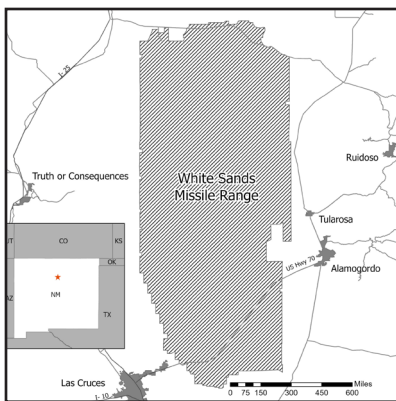 I- 25
White Sands
Missile Range
Ruidoso
Truth or Consequences
Tularosa
UT
CO
KS
OK
US Hwy 70
Alamogordo
AZ
NM
TX
Las Cruces
I- 10
Miles
0 75 150 300 450 600